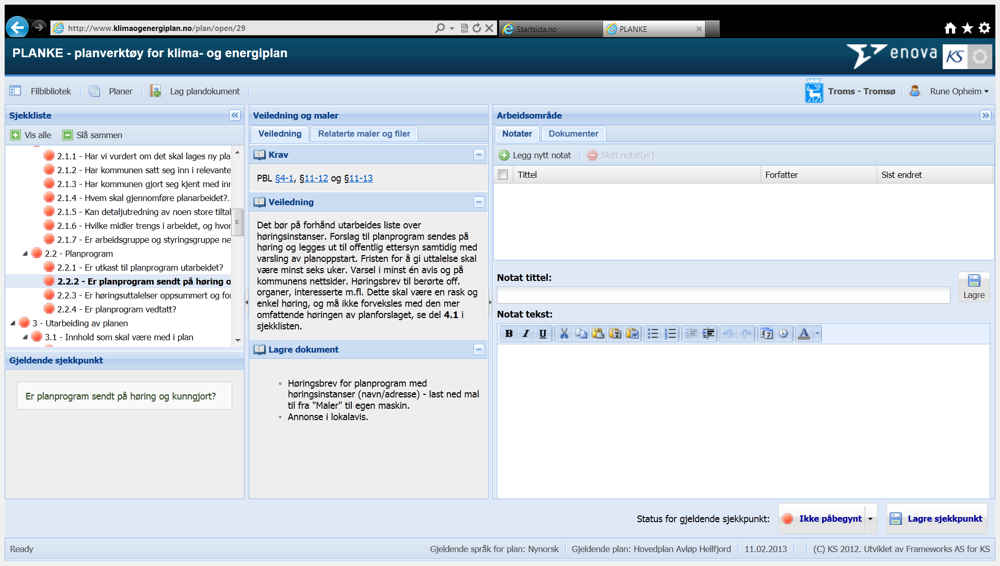 http://www.klimaogenergiplan.no/plan/open/29
Startsida.no
PLANKE
PLANKE - planverktøy for klima- og energiplan
enova
KS
Filbibliotek
Planer
Lag plandokument
Troms - Tromsø
Rune Opheim
Sjekkliste
Vis alle
Slå sammen
2.1.1 - Har vi vurdert om det skal lages ny pla
2.1.2 - Har kommunen satt seg inn i relevante
2.1.3 - Har kommunen gjort seg kjent med inr
2.1.4 - Hvem skal gjennomføre planarbeidet?..
2.1.5 - Kan detaljutredning av noen store tiltal
2.1.6 - Hvilke midler trengs i arbeidet, og hvor
2.1.7 - Er arbeidsgruppe og styringsgruppe ne
2.2 - Planprogram
2.2.1 - Er utkast til planprogram utarbeidet?
2.2.2 - Er planprogram sendt på høring o
2.2.3 - Er høringsuttalelser oppsummert og for
2.2.4 - Er planprogram vedtatt?
3 - Utarbeiding av planen
3.1 - Innhold som skal være med i plan
Gjeldende sjekkpunkt
Er planprogram sendt på høring og kunngjort?
Veiledning og maler
Veiledning
Relaterte maler og filer
Krav
PBL §4-1, §11-12 og §11-13
Veiledning
Det bør på forhånd utarbeides liste over
høringsinstanser. Forslag til planprogram sendes på
høring og legges ut til offentlig ettersyn samtidig med
varsling av planoppstart. Fristen for å gi uttalelse skal
være minst seks uker. Varsel i minst én avis og på
kommunens nettsider. Høringsbrev til berørte off.
organer, interesserte m.fl. Dette skal være en rask og
enkel høring, og må ikke forveksles med den mer
omfattende høringen av planforslaget, se del 4.1 i
sjekklisten.
Lagre dokument
Høringsbrev for planprogram med
høringsinstanser (navn/adresse) - last ned mal
til fra "Maler" til egen maskin.
Annonse i lokalavis.
Arbeidsområde
Notater
Dokumenter
Legg nytt notat
Slett notat(er)
Tittel
Forfatter
Sist endret
Notat tittel:
Lagre
Notat tekst:
B I U
Status for gjeldende sjekkpunkt:
Ikke påbegynt
Lagre sjekkpunkt
Ready
Gjeldende språk for plan: Nynorsk
Gjeldende plan: Hovedplan Avløp Hellfjord
11.02.2013
(C) KS 2012. Utviklet av Frameworks AS for KS